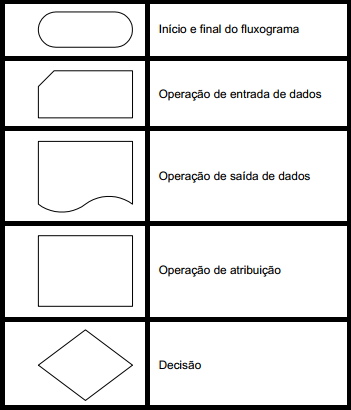 Início e final do fluxograma
Operação de entrada de dados
Operação de saída de dados
Operação de atribuição
Decisão